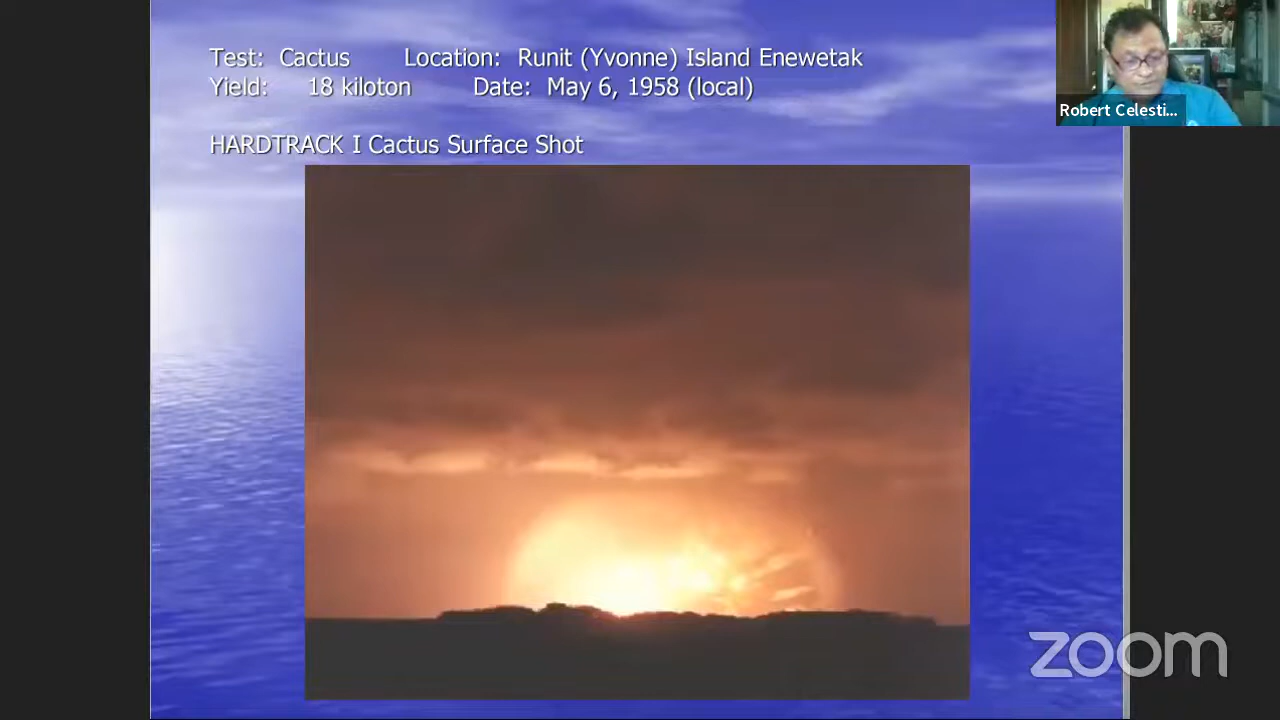 Test: Cactus Location: Runit (Yvonne) Island Enewetak
Yield: 18 kiloton Date: May 6, 1958 (local)
HARDTRACK I Cactus Surface Shot
Robert Celesti...
zoom